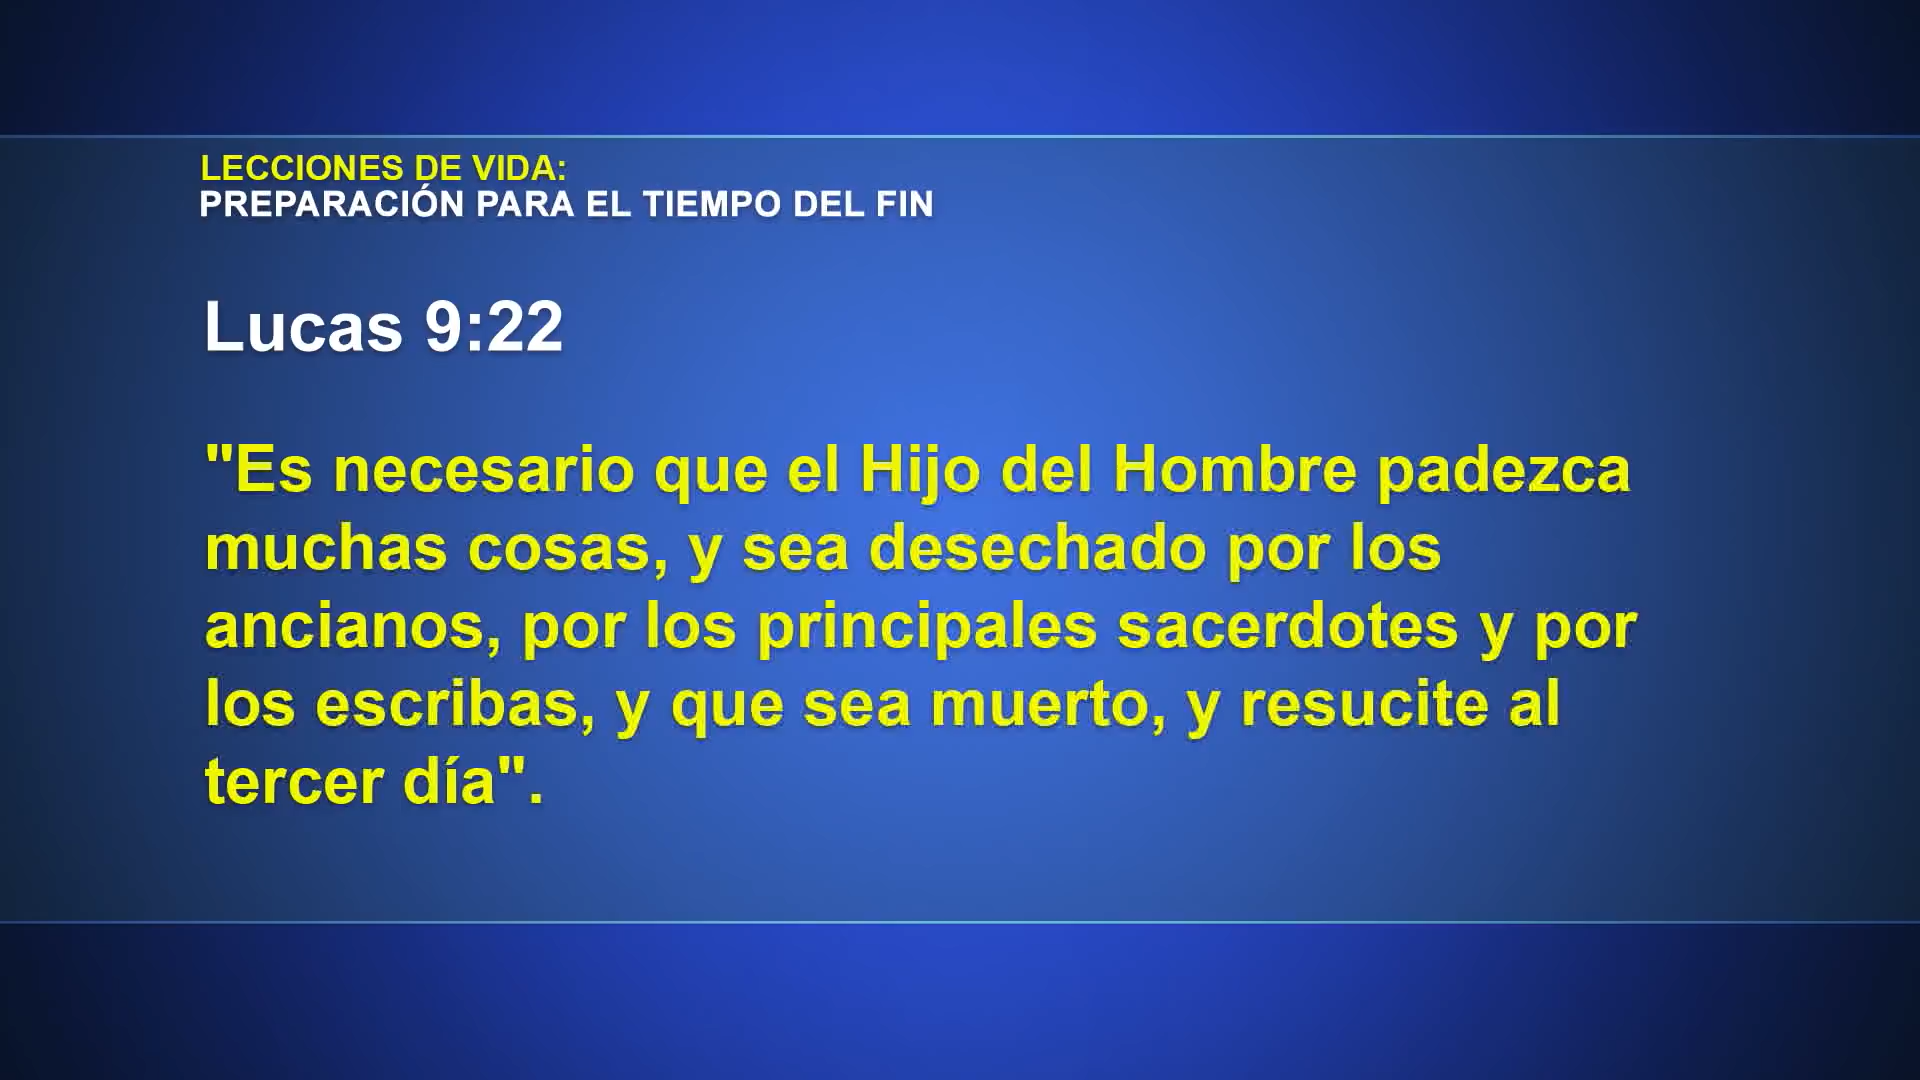 LECCIONES DE VIDA:
PREPARACIÓN PARA EL TIEMPO DEL FIN
Lucas 9:22
"Es necesario que el Hijo del Hombre padezca
muchas cosas, y sea desechado por los
ancianos, por los principales sacerdotes y por
los escribas, y que sea muerto, y resucite al
tercer día".